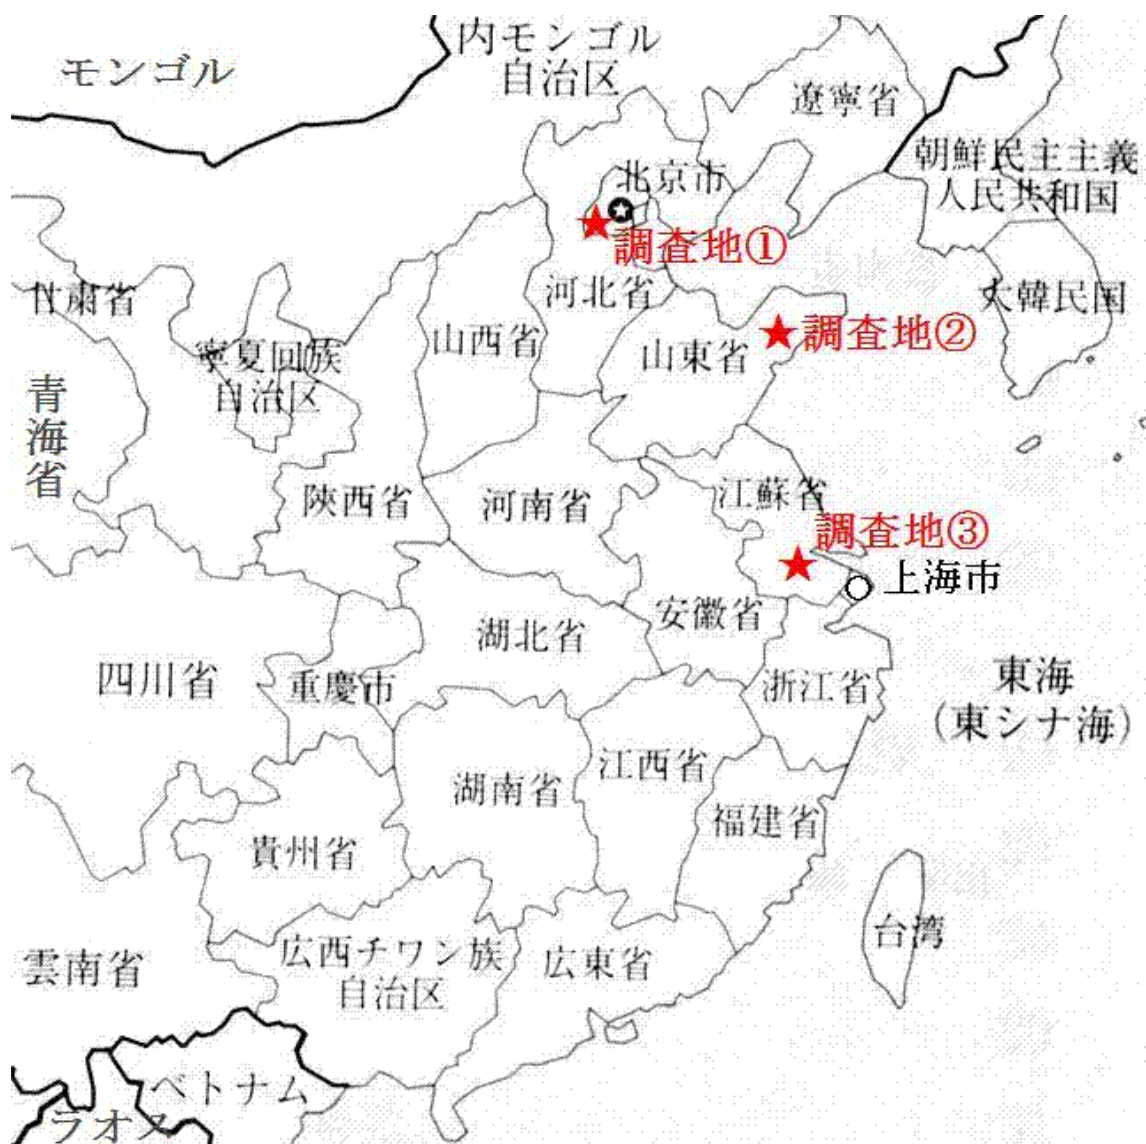 内モンゴル
自治区
モンゴル
遼寧省
朝鮮民主主義
人民共和国
北京市
調査地①
甘粛省
河北省
大韓民国
寧夏回族
自治区
山西省
山東省
調査地②
青海省
陝西省
河南省
江蘇省
調査地③
上海市
安徽省
湖北省
四川省
重慶市
浙江省
東海
(東シナ海)
湖南省
江西省
福建省
貴州省
台湾
雲南省
広西チワン族
自治区
広東省
ベトナム
ラオス